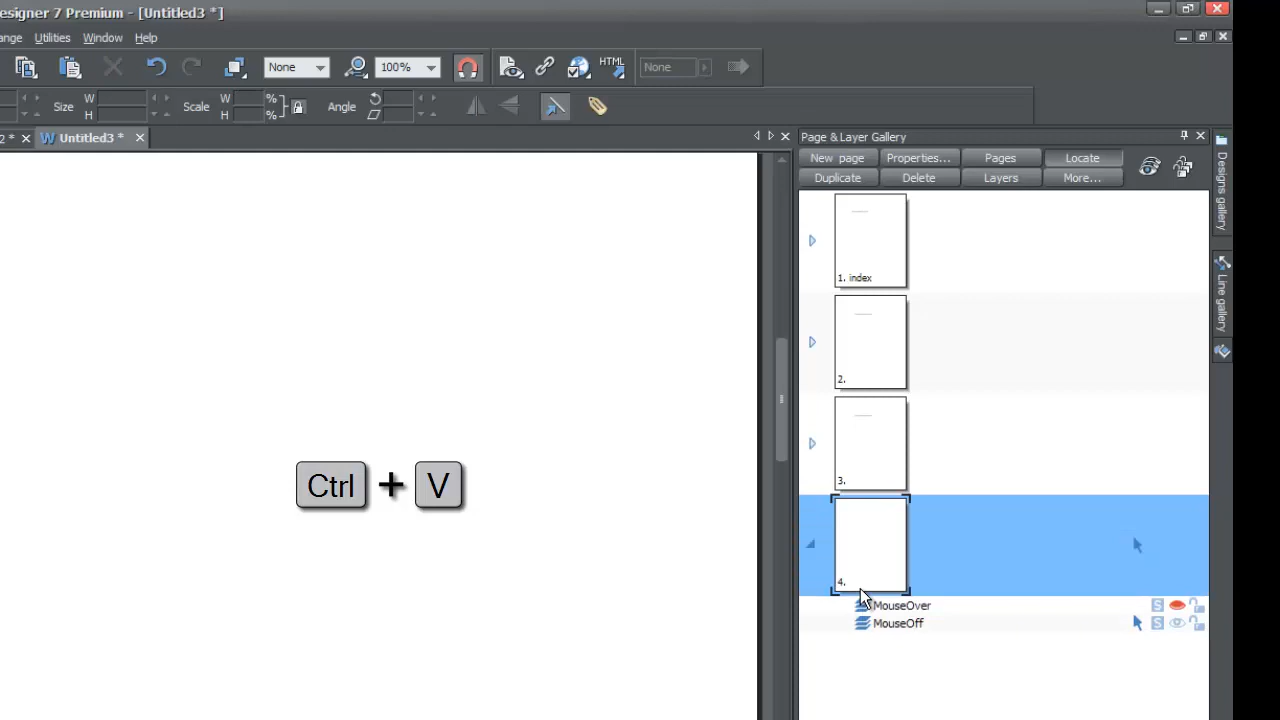 esigner 7 Premium - [Untitled3 *]
ange Utilities Window Help
None 100% HTML None
Size W H Scale W H % % Angle
2 * Untitled3 *
Page & Layer Gallery
New page Properties... Pages Locate
Duplicate Delete Layers More...
Designs gallery
Line gallery
1. index
2.
3.
4.
MouseOver S
MouseOff S
Ctrl + V